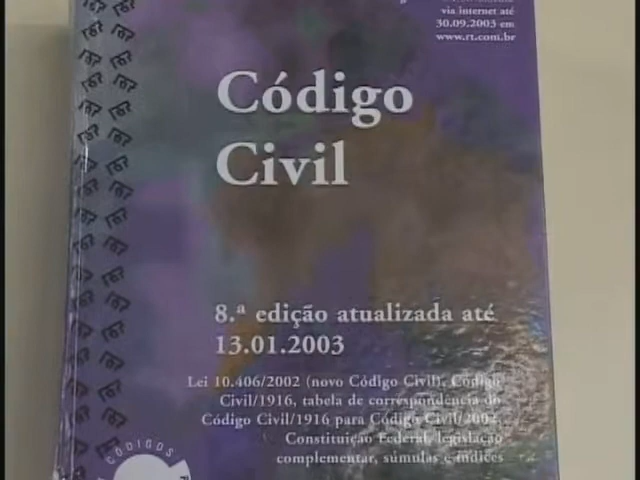 via internet até
30.09.2003 em
www.rt.com.br
Código
Civil
8.ª edição atualizada até
13.01.2003
Lei 10.406/2002 (novo Código Civil), Código
Civil/1916, tabela de correspondência do
Código Civil/1916 para Código Civil/2002,
Constituição Federal, legislação
complementar, súmulas e índices
CÓDIGOS